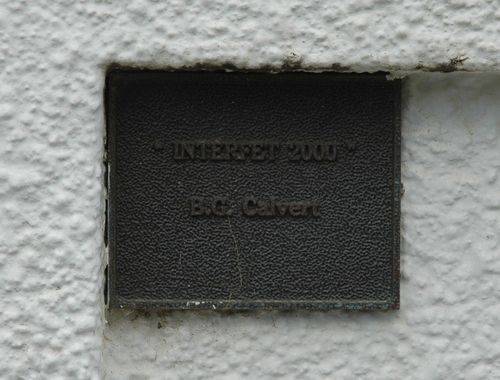 " INTERFET 2000 "
B.G. Calvert